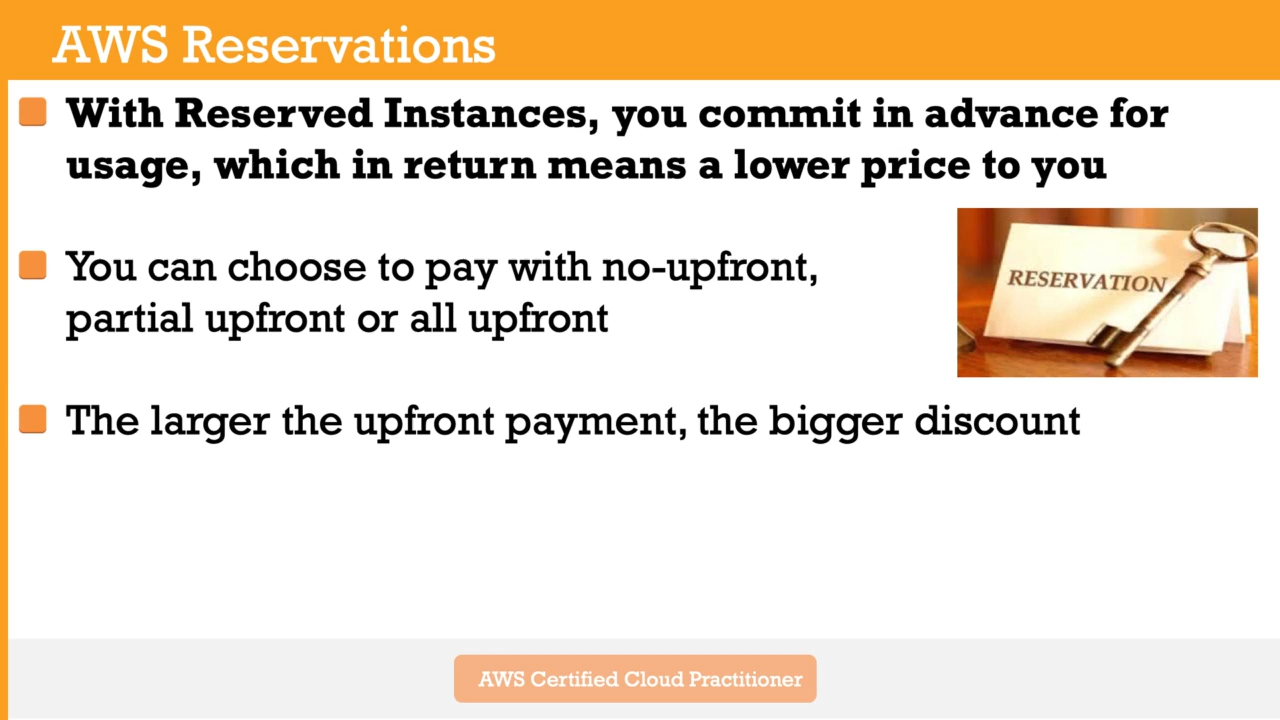 AWS Reservations
With Reserved Instances, you commit in advance for
usage, which in return means a lower price to you
You can choose to pay with no-upfront,
partial upfront or all upfront
RESERVATION
The larger the upfront payment, the bigger discount
AWS Certified Cloud Practitioner